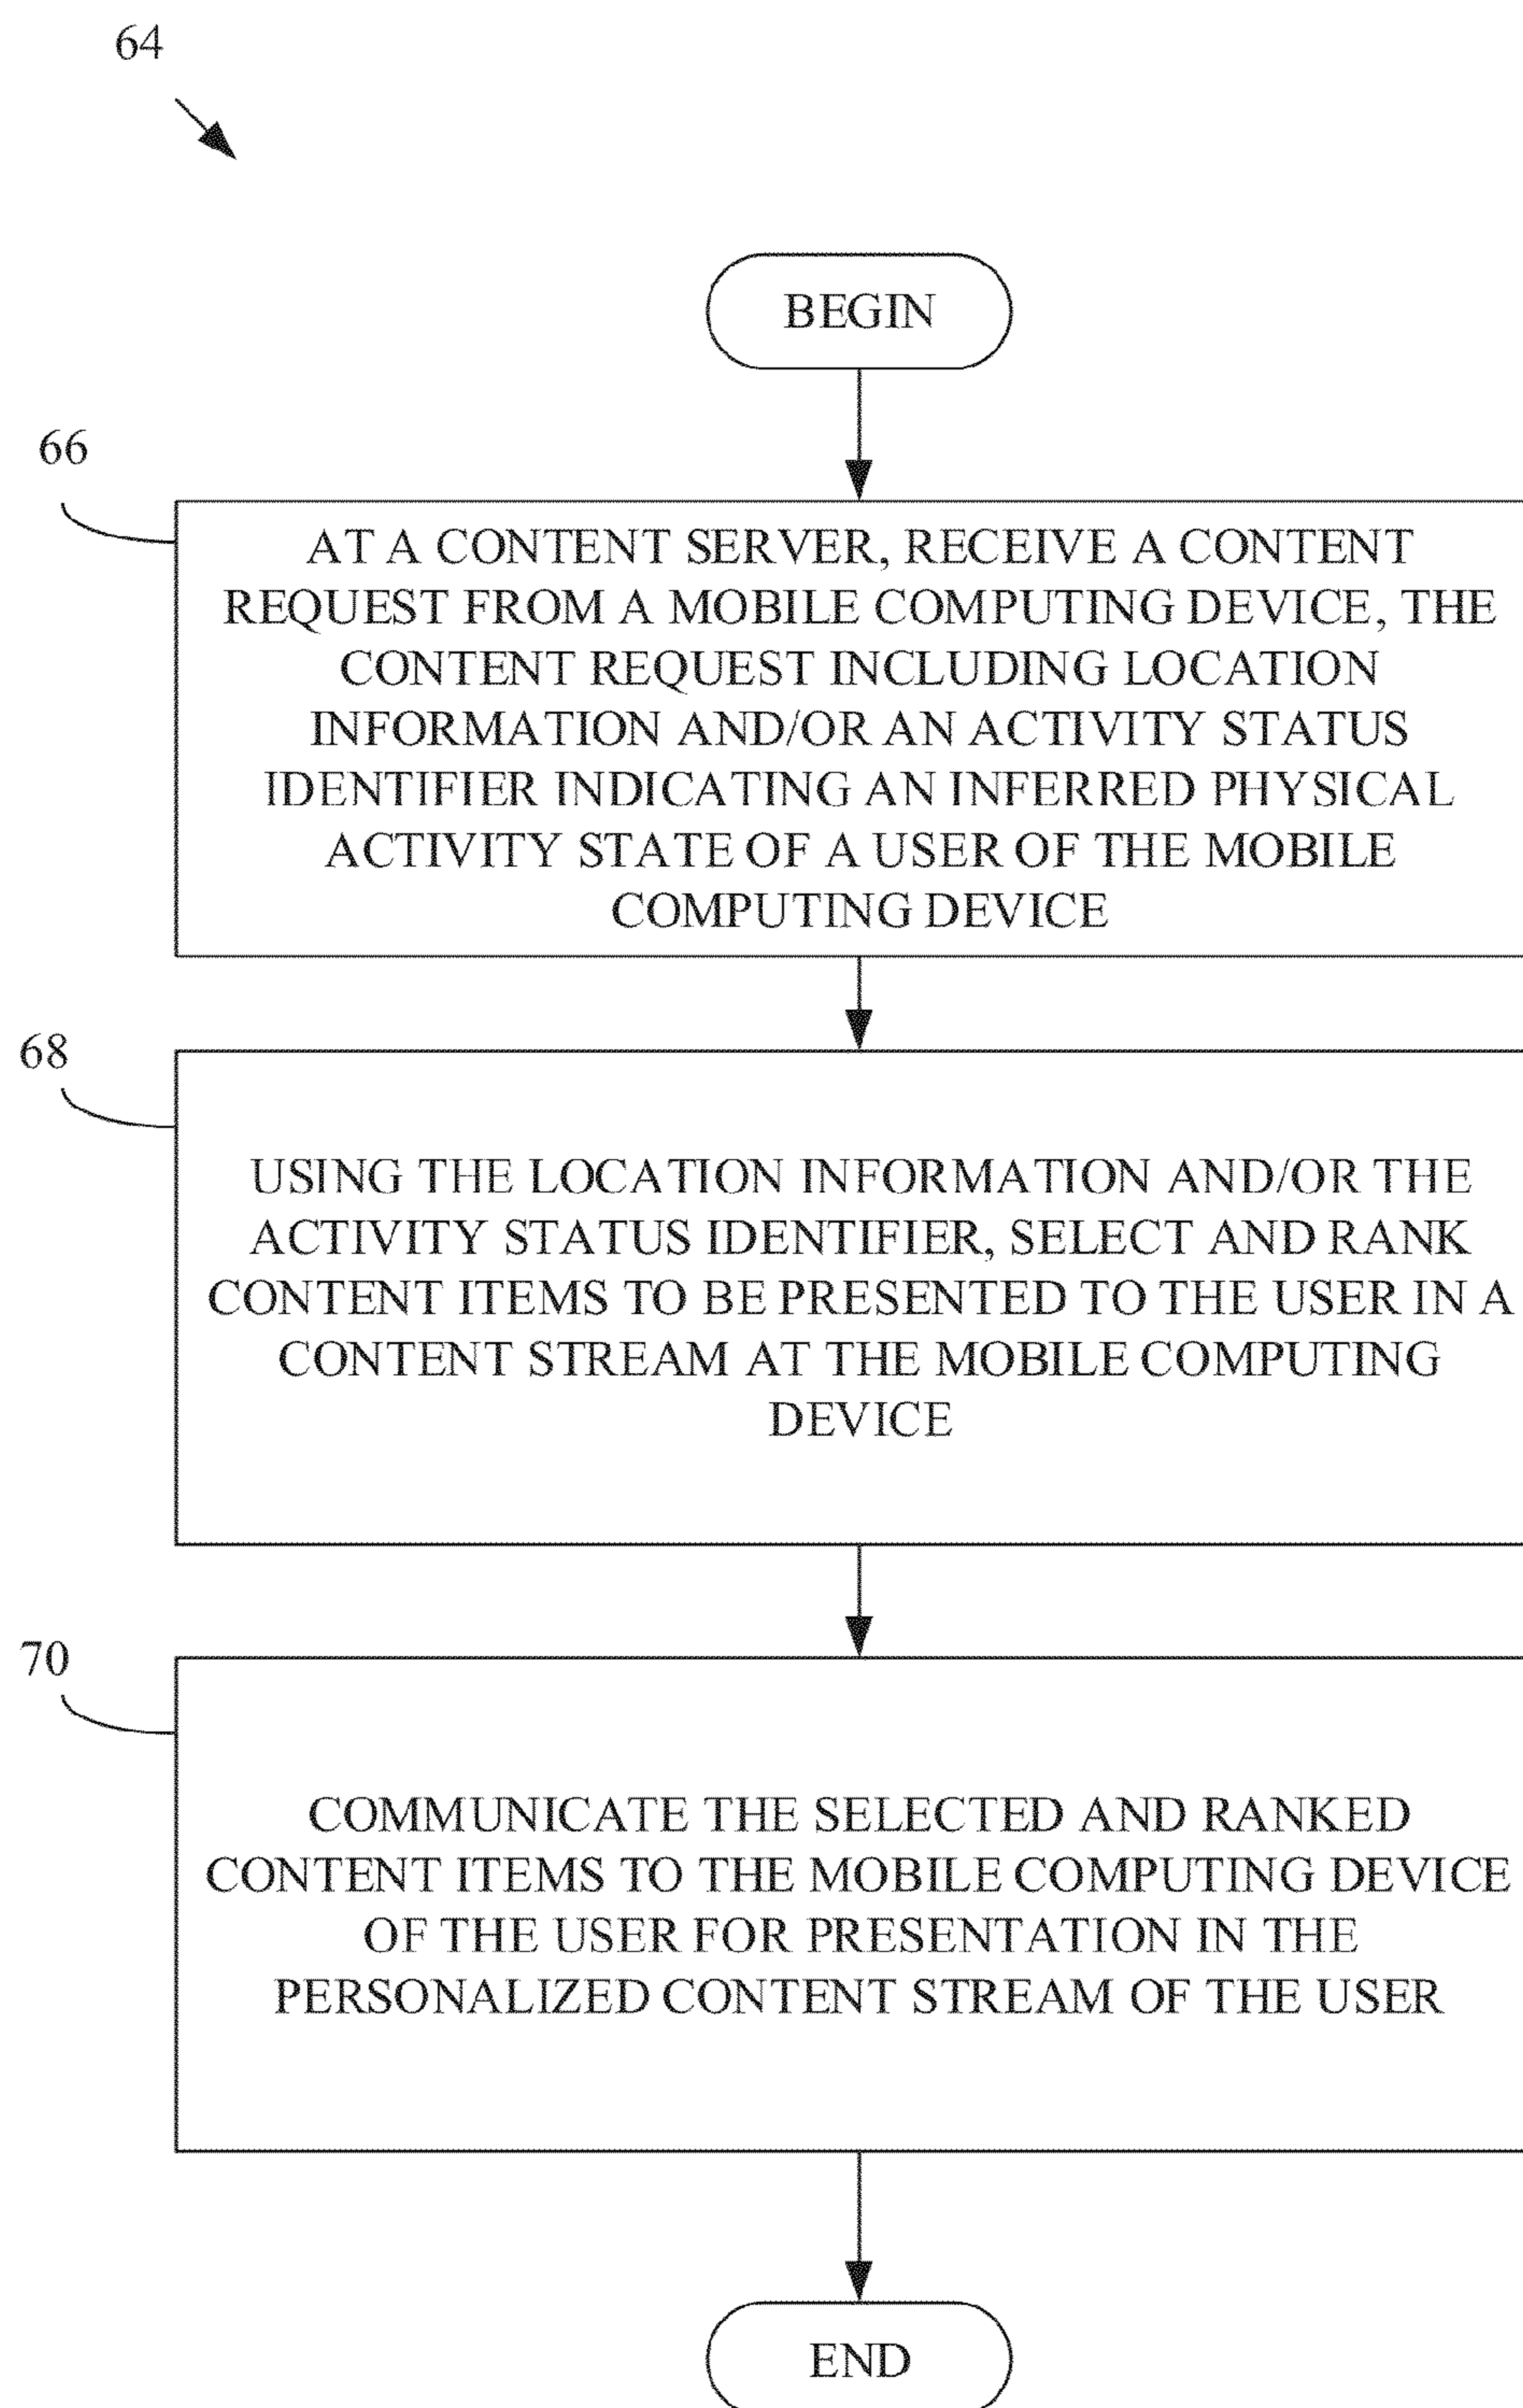 64
BEGIN
66
AT A CONTENT SERVER, RECEIVE A CONTENT
REQUEST FROM A MOBILE COMPUTING DEVICE, THE
CONTENT REQUEST INCLUDING LOCATION
INFORMATION AND/OR AN ACTIVITY STATUS
IDENTIFIER INDICATING AN INFERRED PHYSICAL
ACTIVITY STATE OF A USER OF THE MOBILE
COMPUTING DEVICE
68
USING THE LOCATION INFORMATION AND/OR THE
ACTIVITY STATUS IDENTIFIER, SELECT AND RANK
CONTENT ITEMS TO BE PRESENTED TO THE USER IN A
CONTENT STREAM AT THE MOBILE COMPUTING
DEVICE
70
COMMUNICATE THE SELECTED AND RANKED
CONTENT ITEMS TO THE MOBILE COMPUTING DEVICE
OF THE USER FOR PRESENTATION IN THE
PERSONALIZED CONTENT STREAM OF THE USER
END